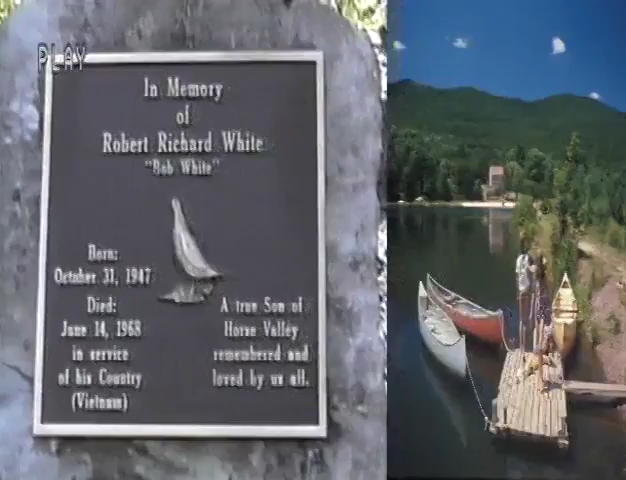 PLAY
In Memory
of
Robert Richard White
"Bob White"
Born:
October 31, 1947
Died:
June 14, 1968
in service
of his Country
(Vietnam)
A true Son of
Horse Valley
remembered and
loved by us all.